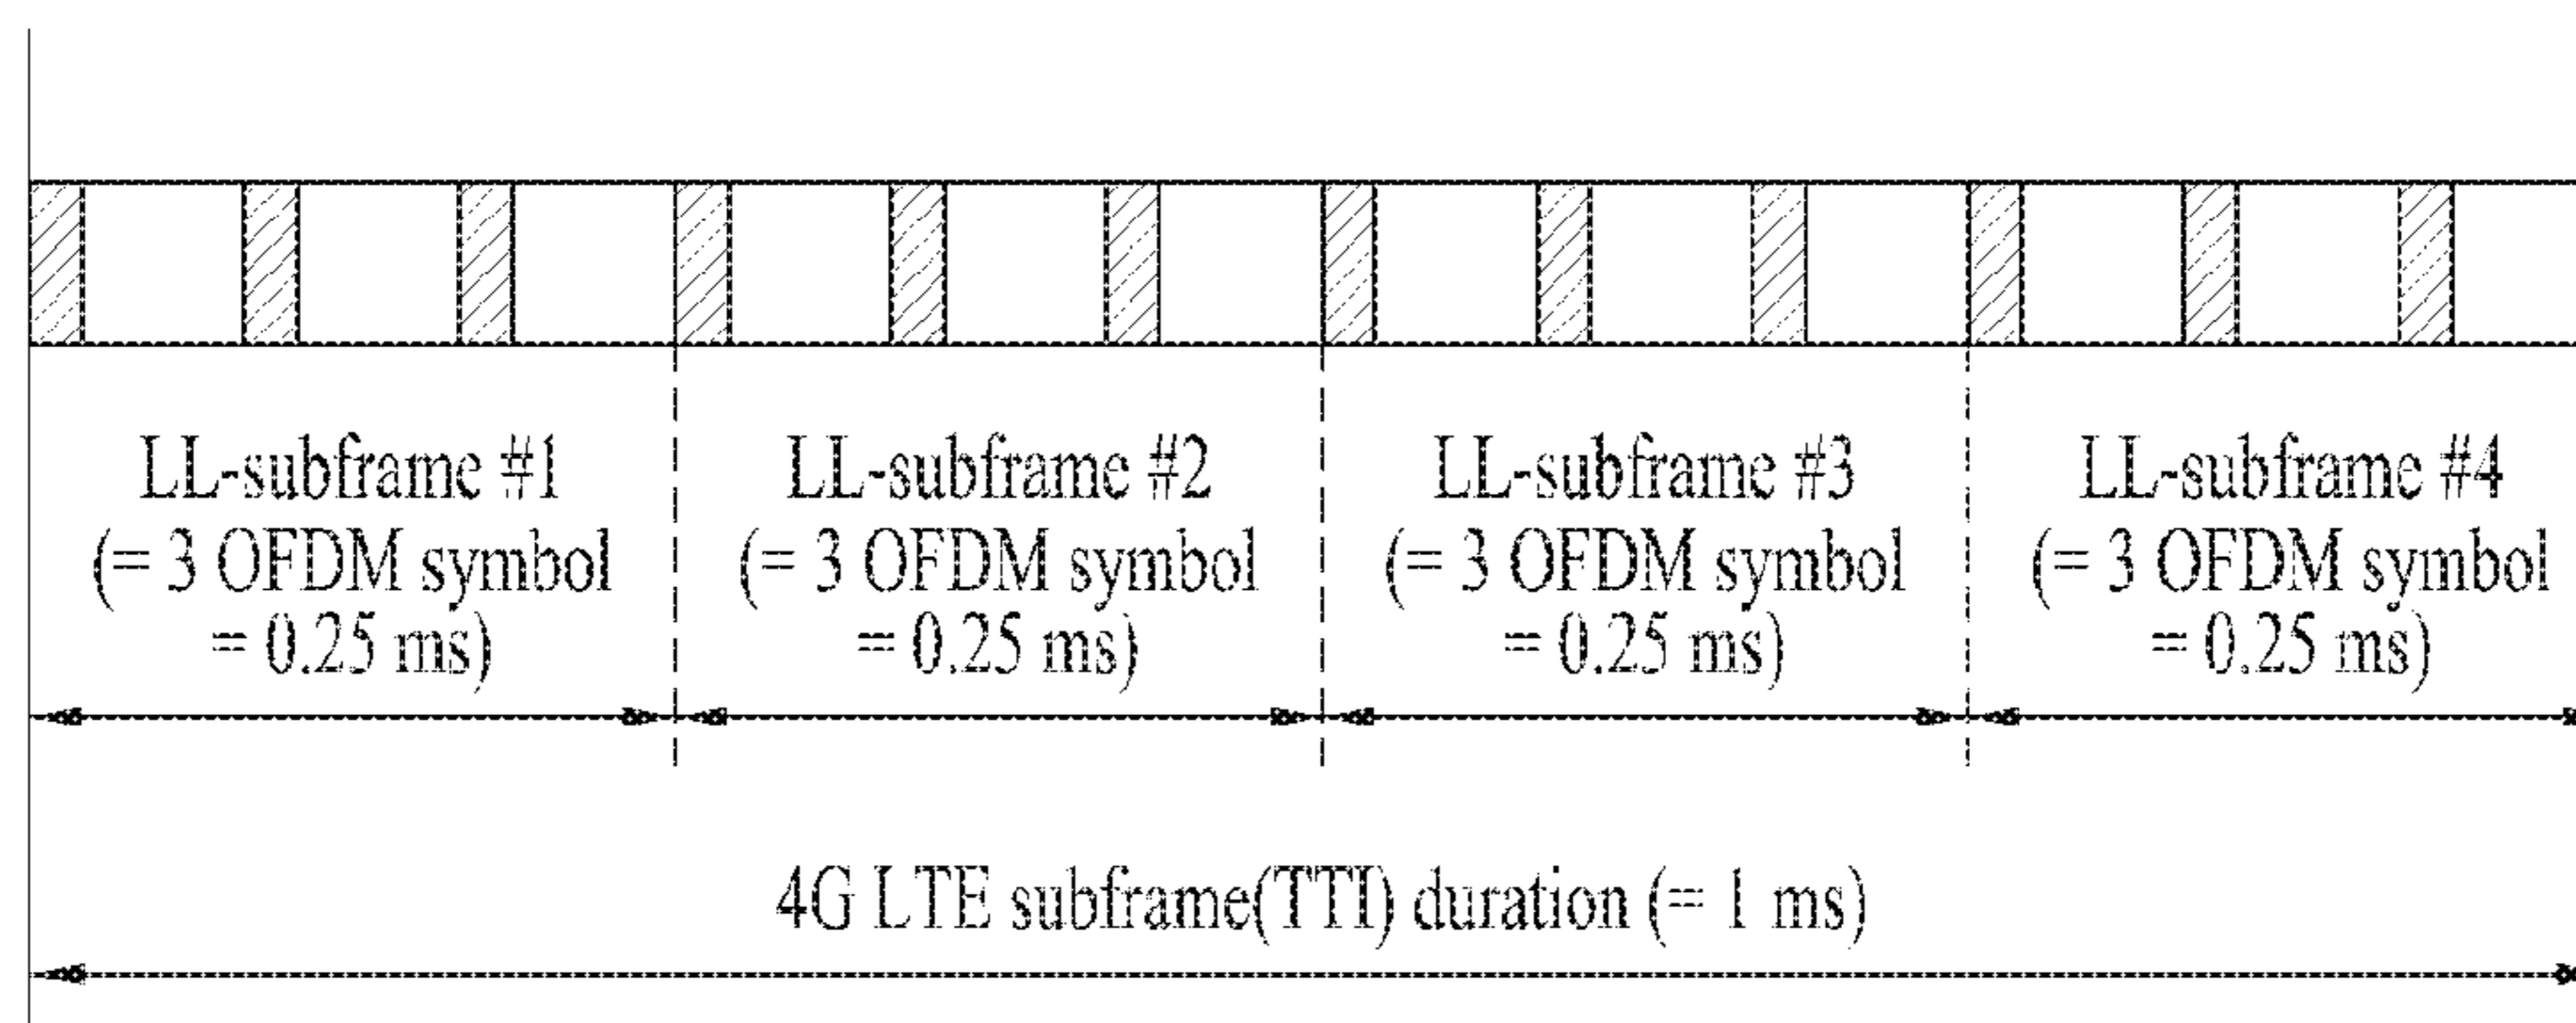 LL-subframe #1
(= 3 OFDM symbol
= 0.25 ms)
LL-subframe #2
(= 3 OFDM symbol
= 0.25 ms)
LL-subframe #3
(= 3 OFDM symbol
= 0.25 ms)
LL-subframe #4
(= 3 OFDM symbol
= 0.25 ms)
4G LTE subframe(TTI) duration (= 1 ms)